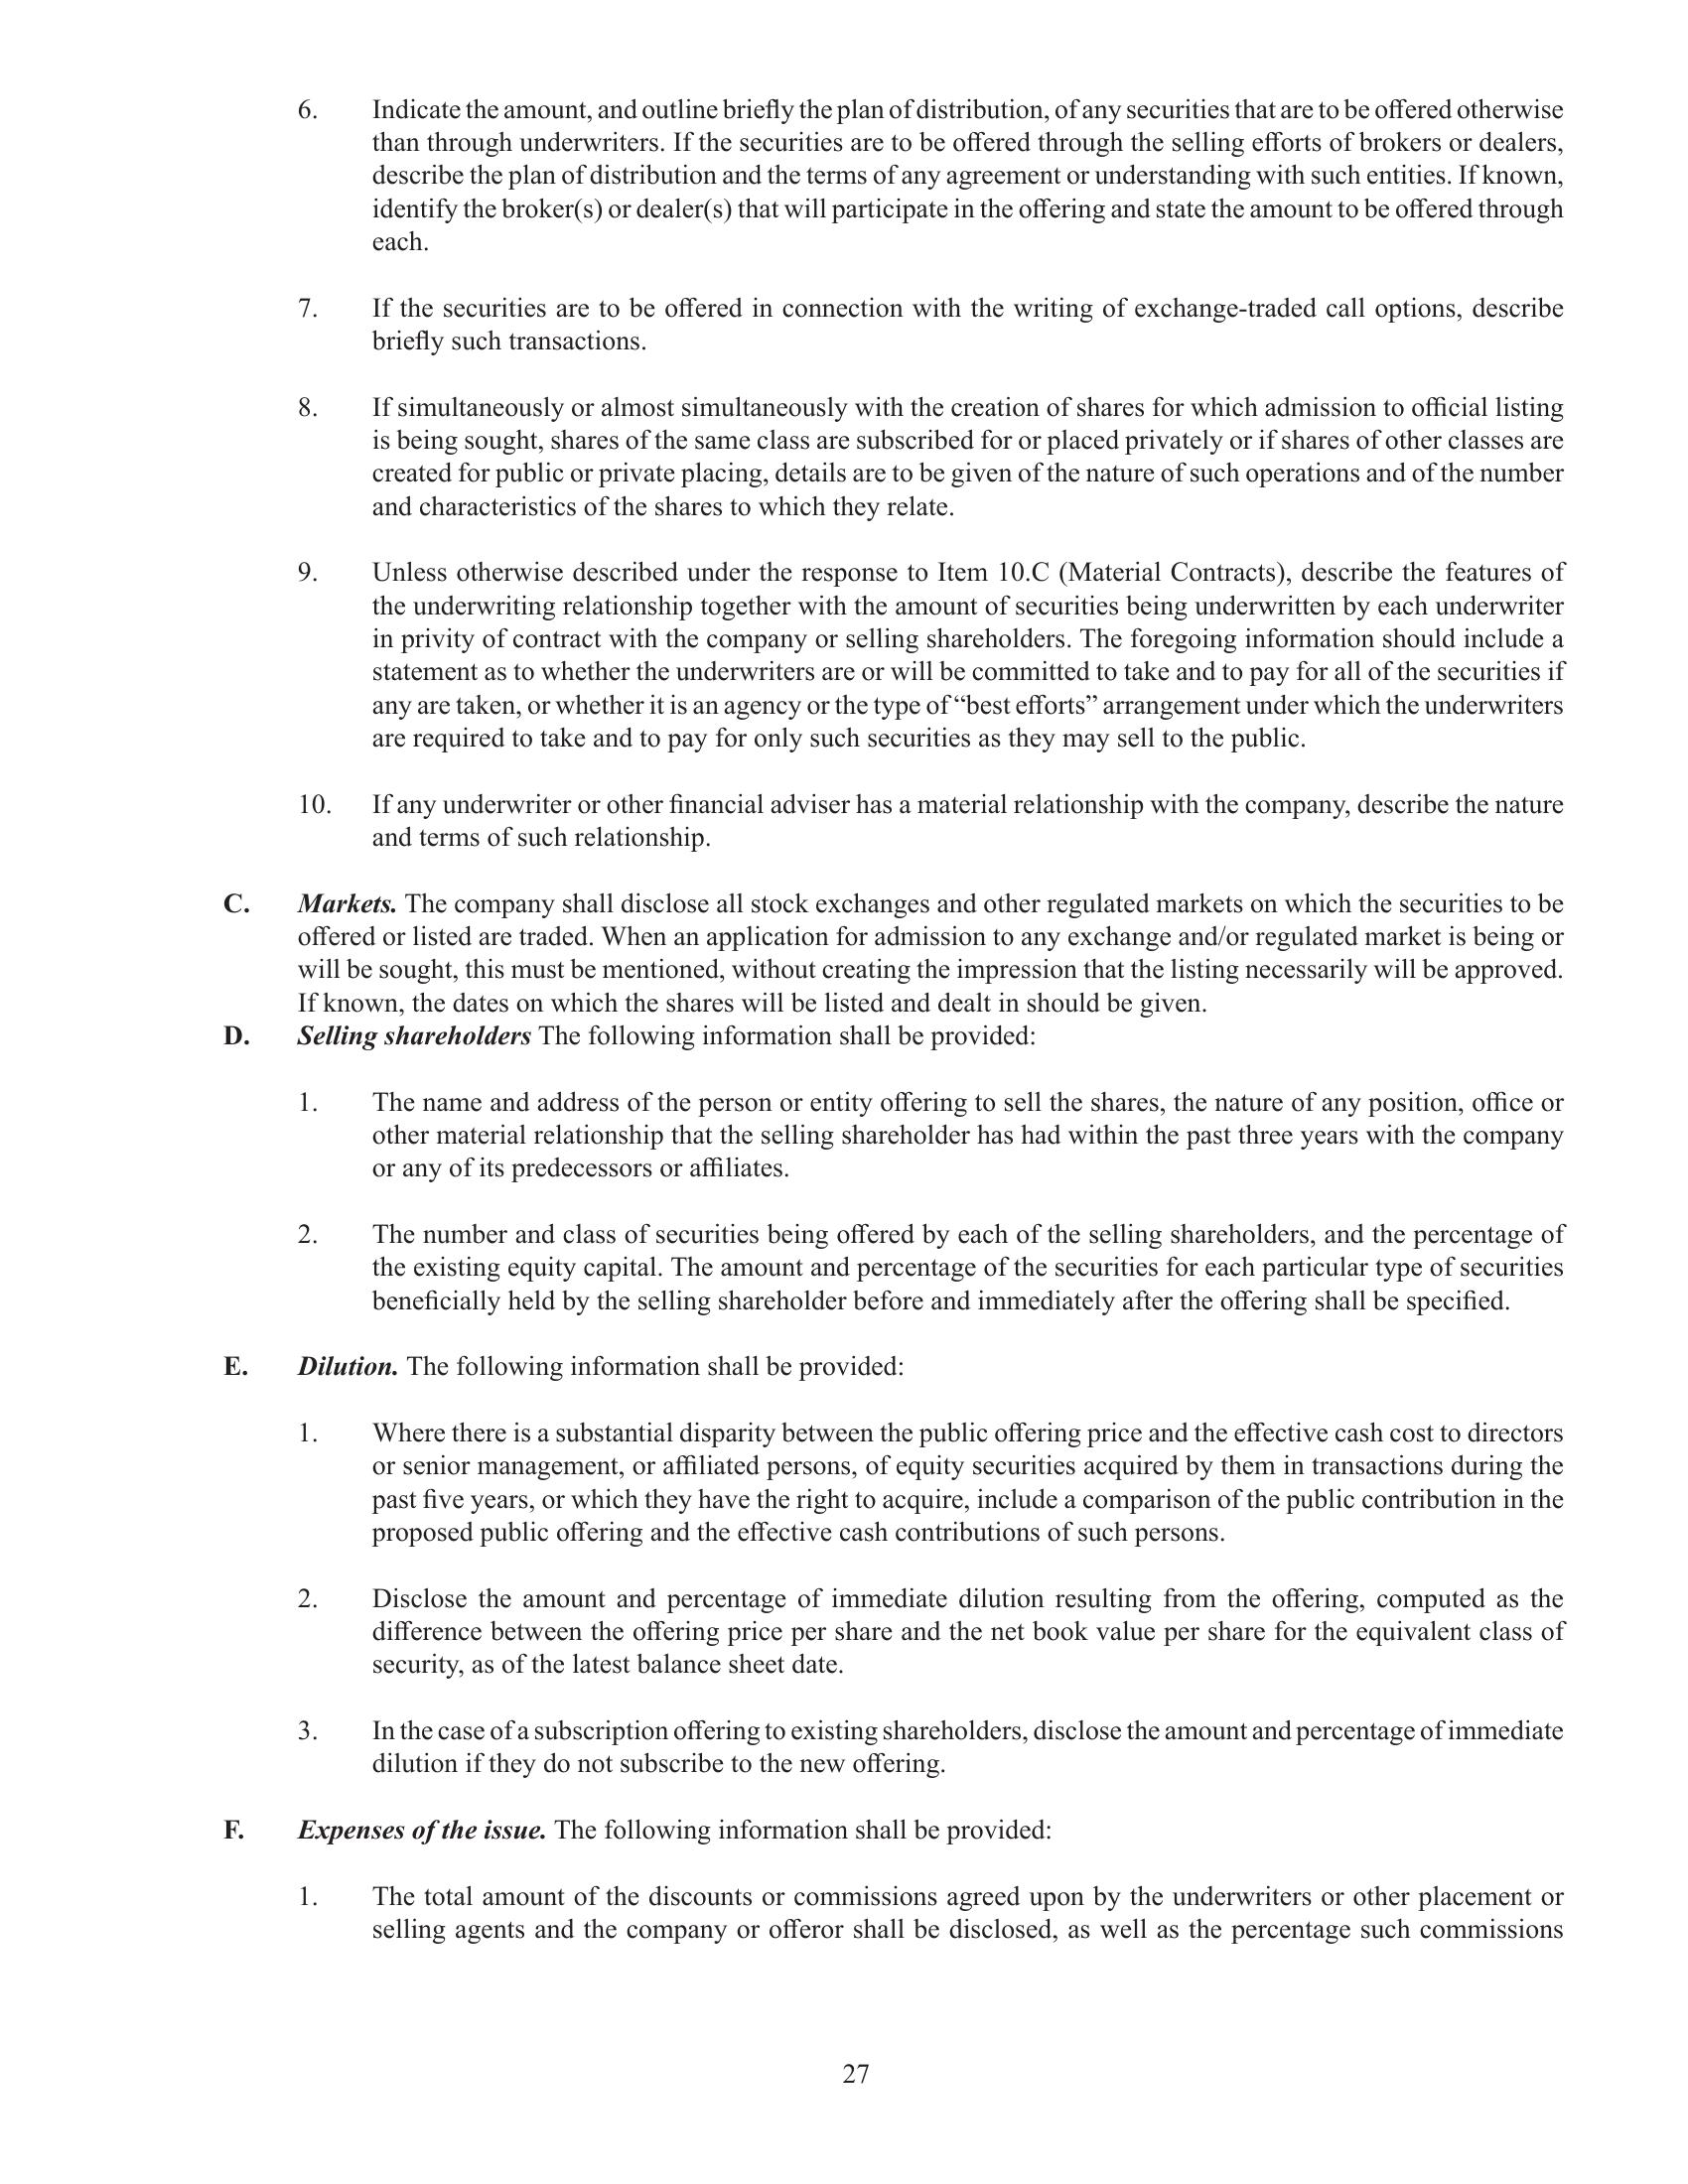 6. Indicate the amount, and outline briefly the plan of distribution, of any securities that are to be offered otherwise
than through underwriters. If the securities are to be offered through the selling efforts of brokers or dealers,
describe the plan of distribution and the terms of any agreement or understanding with such entities. If known,
identify the broker(s) or dealer(s) that will participate in the offering and state the amount to be offered through
each.
7. If the securities are to be offered in connection with the writing of exchange-traded call options, describe
briefly such transactions.
8. If simultaneously or almost simultaneously with the creation of shares for which admission to official listing
is being sought, shares of the same class are subscribed for or placed privately or if shares of other classes are
created for public or private placing, details are to be given of the nature of such operations and of the number
and characteristics of the shares to which they relate.
9. Unless otherwise described under the response to Item 10.C (Material Contracts), describe the features of
the underwriting relationship together with the amount of securities being underwritten by each underwriter
in privity of contract with the company or selling shareholders. The foregoing information should include a
statement as to whether the underwriters are or will be committed to take and to pay for all of the securities if
any are taken, or whether it is an agency or the type of “best efforts” arrangement under which the underwriters
are required to take and to pay for only such securities as they may sell to the public.
10. If any underwriter or other financial adviser has a material relationship with the company, describe the nature
and terms of such relationship.
C. Markets. The company shall disclose all stock exchanges and other regulated markets on which the securities to be
offered or listed are traded. When an application for admission to any exchange and/or regulated market is being or
will be sought, this must be mentioned, without creating the impression that the listing necessarily will be approved.
If known, the dates on which the shares will be listed and dealt in should be given.
D. Selling shareholders The following information shall be provided:
1. The name and address of the person or entity offering to sell the shares, the nature of any position, office or
other material relationship that the selling shareholder has had within the past three years with the company
or any of its predecessors or affiliates.
2. The number and class of securities being offered by each of the selling shareholders, and the percentage of
the existing equity capital. The amount and percentage of the securities for each particular type of securities
beneficially held by the selling shareholder before and immediately after the offering shall be specified.
E. Dilution. The following information shall be provided:
1. Where there is a substantial disparity between the public offering price and the effective cash cost to directors
or senior management, or affiliated persons, of equity securities acquired by them in transactions during the
past five years, or which they have the right to acquire, include a comparison of the public contribution in the
proposed public offering and the effective cash contributions of such persons.
2. Disclose the amount and percentage of immediate dilution resulting from the offering, computed as the
difference between the offering price per share and the net book value per share for the equivalent class of
security, as of the latest balance sheet date.
3. In the case of a subscription offering to existing shareholders, disclose the amount and percentage of immediate
dilution if they do not subscribe to the new offering.
F. Expenses of the issue. The following information shall be provided:
1. The total amount of the discounts or commissions agreed upon by the underwriters or other placement or
selling agents and the company or offeror shall be disclosed, as well as the percentage such commissions
27